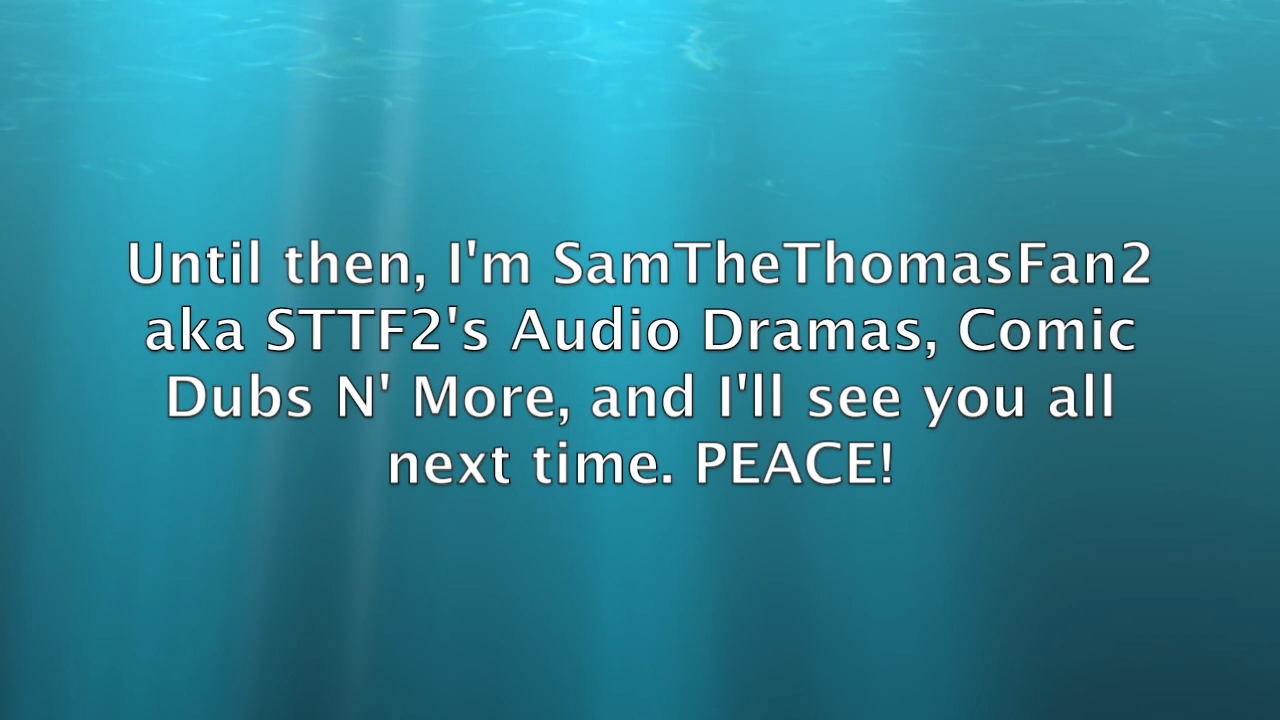 Until then, I'm SamTheThomasFan2
aka STTF2's Audio Dramas, Comic
Dubs N' More, and I'll see you all
next time. PEACE!